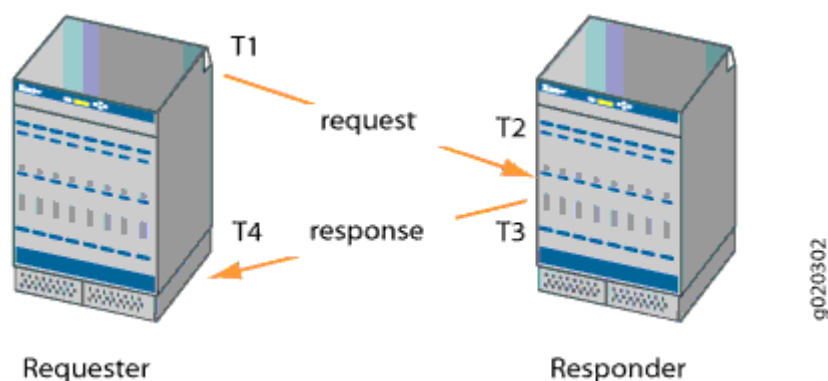 T1
request
T2
T4
response
T3
g020302
Requester
Responder